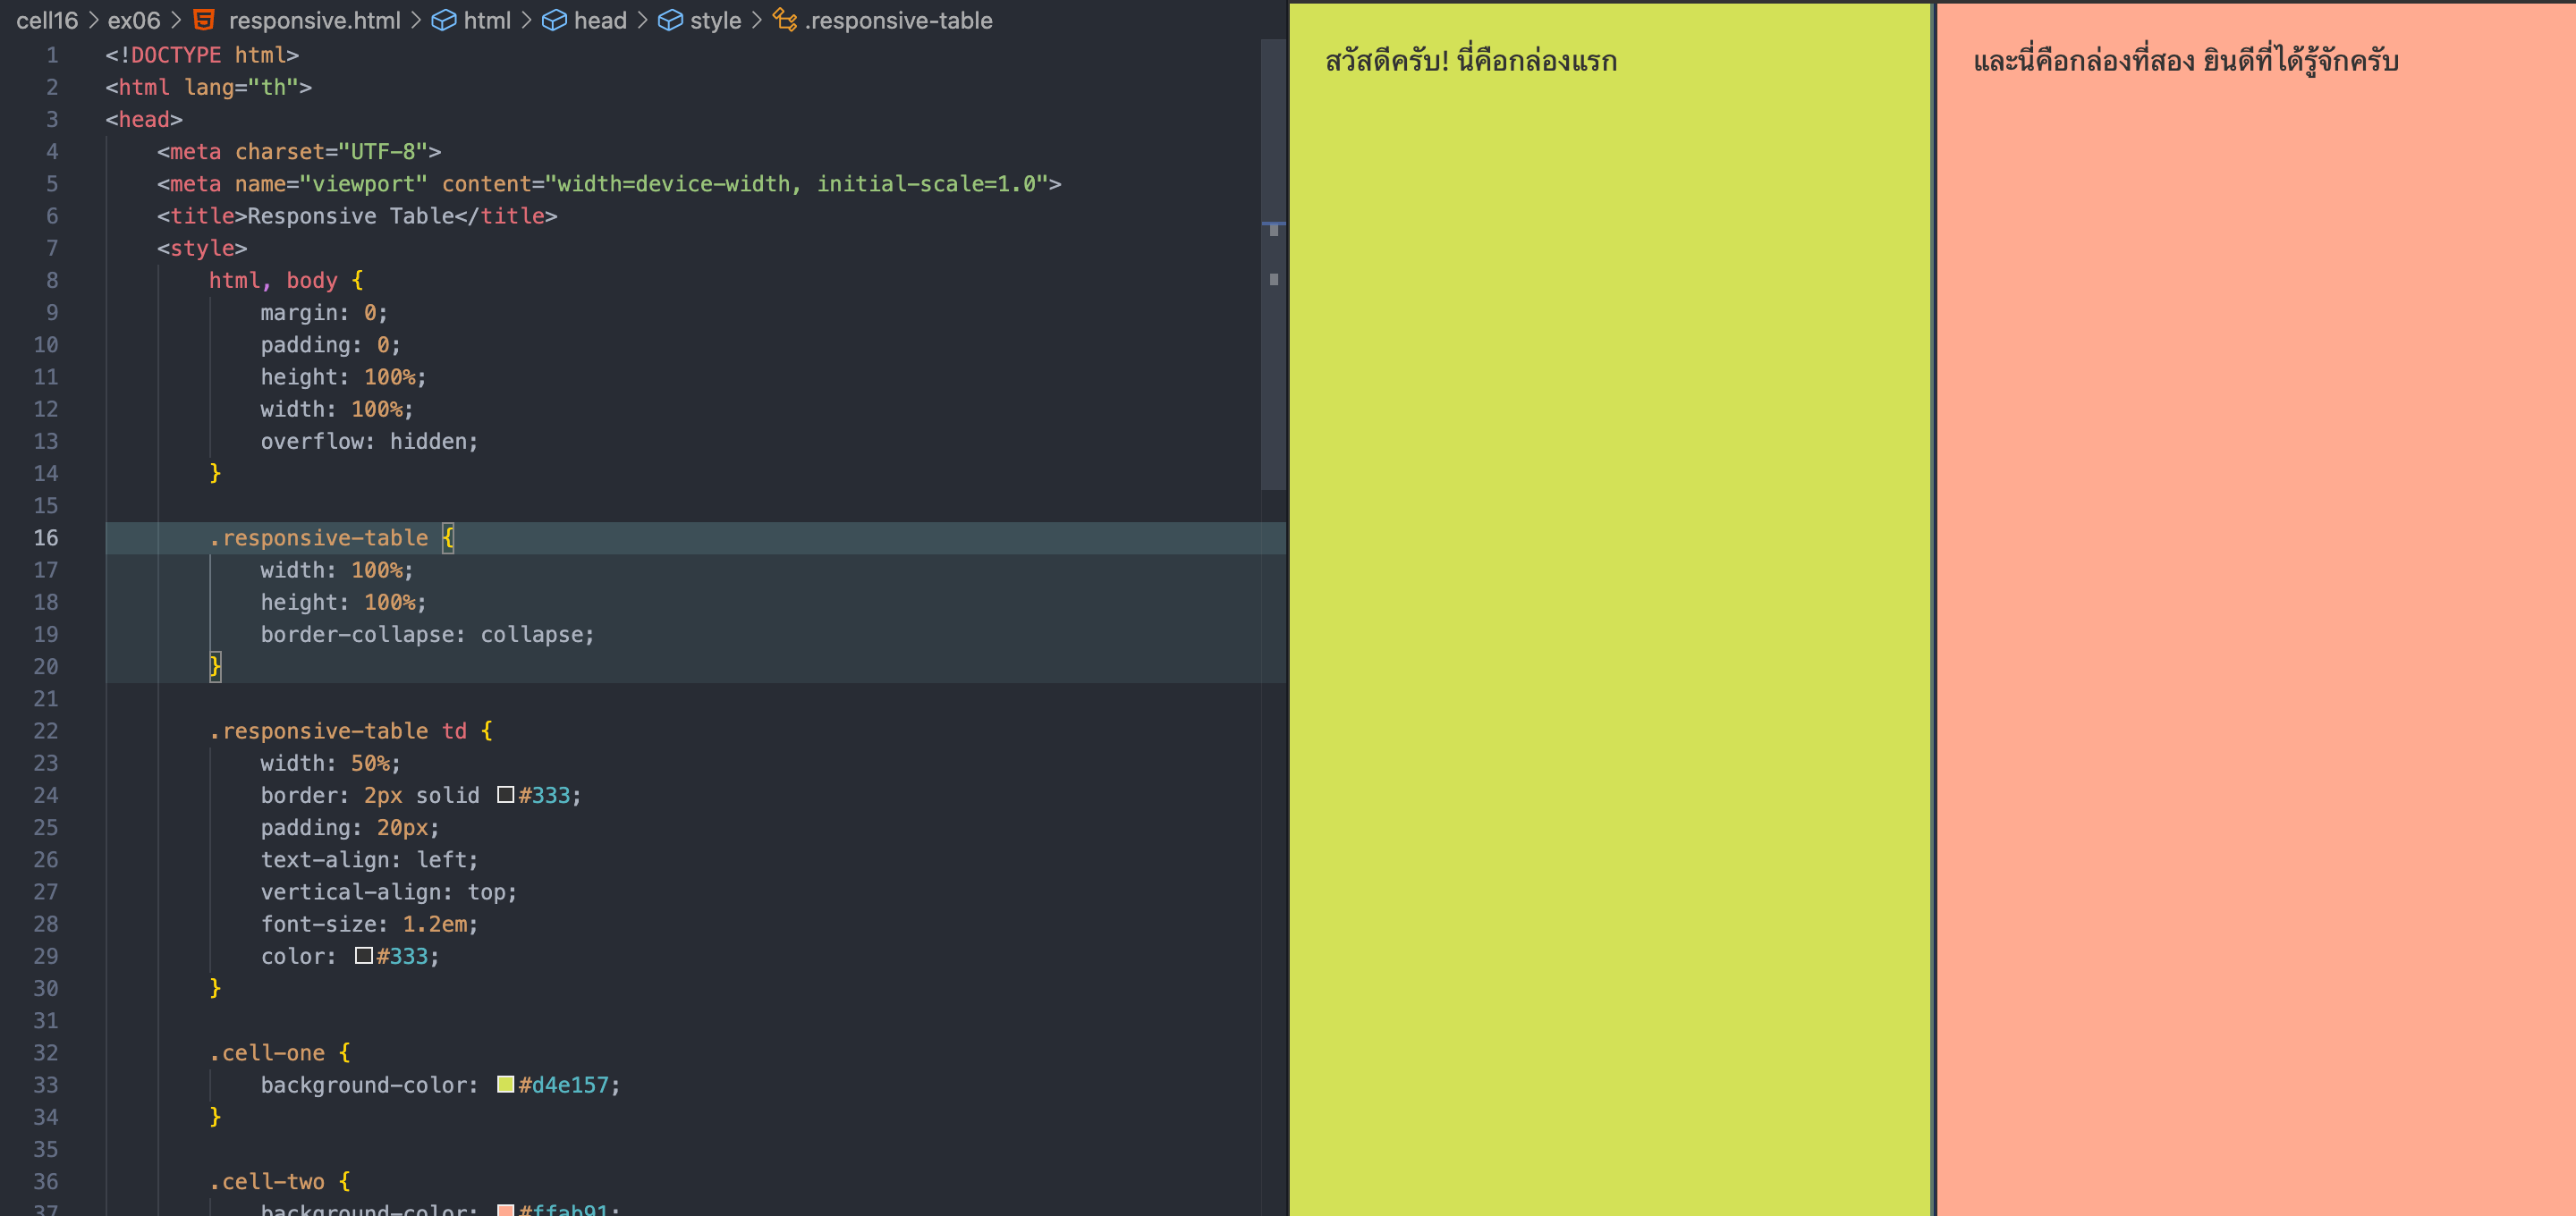 cell16 > ex06 > responsive.html > html > head > style > .responsive-table
1 <!DOCTYPE html>
2 <html lang="th">
3 <head>
4 <meta charset="UTF-8">
5 <meta name="viewport" content="width=device-width, initial-scale=1.0">
6 <title>Responsive Table</title>
7 <style>
8 html, body {
9 margin: 0;
10 padding: 0;
11 height: 100%;
12 width: 100%;
13 overflow: hidden;
14 }
15
16 .responsive-table {
17 width: 100%;
18 height: 100%;
19 border-collapse: collapse;
20 }
21
22 .responsive-table td {
23 width: 50%;
24 border: 2px solid #333;
25 padding: 20px;
26 text-align: left;
27 vertical-align: top;
28 font-size: 1.2em;
29 color: #333;
30 }
31
32 .cell-one {
33 background-color: #d4e157;
34 }
35
36 .cell-two {
37 background-color: #ffab91;
สวัสดีครับ! นี่คือกล่องแรก
และนี่คือกล่องที่สอง ยินดีที่ได้รู้จักครับ